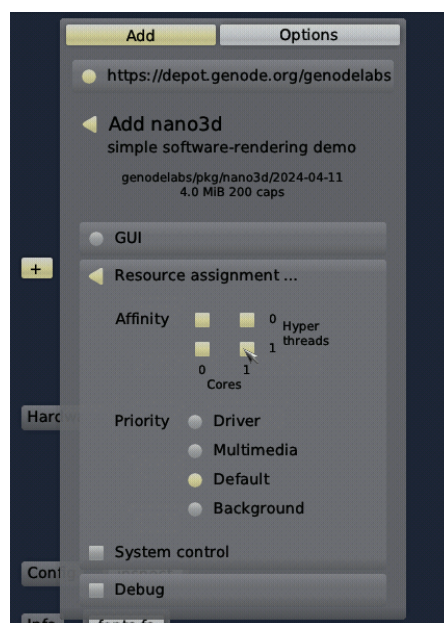 Add Options
https://depot.genode.org/genodelabs
Add nano3d
simple software-rendering demo
genodelabs/pkg/nano3d/2024-04-11
4.0 MiB 200 caps
GUI
+
Resource assignment ...
Affinity
0 Hyper
1 threads
0 1
Cores
Hardw
Priority
Driver
Multimedia
Default
Background
System control
Debug